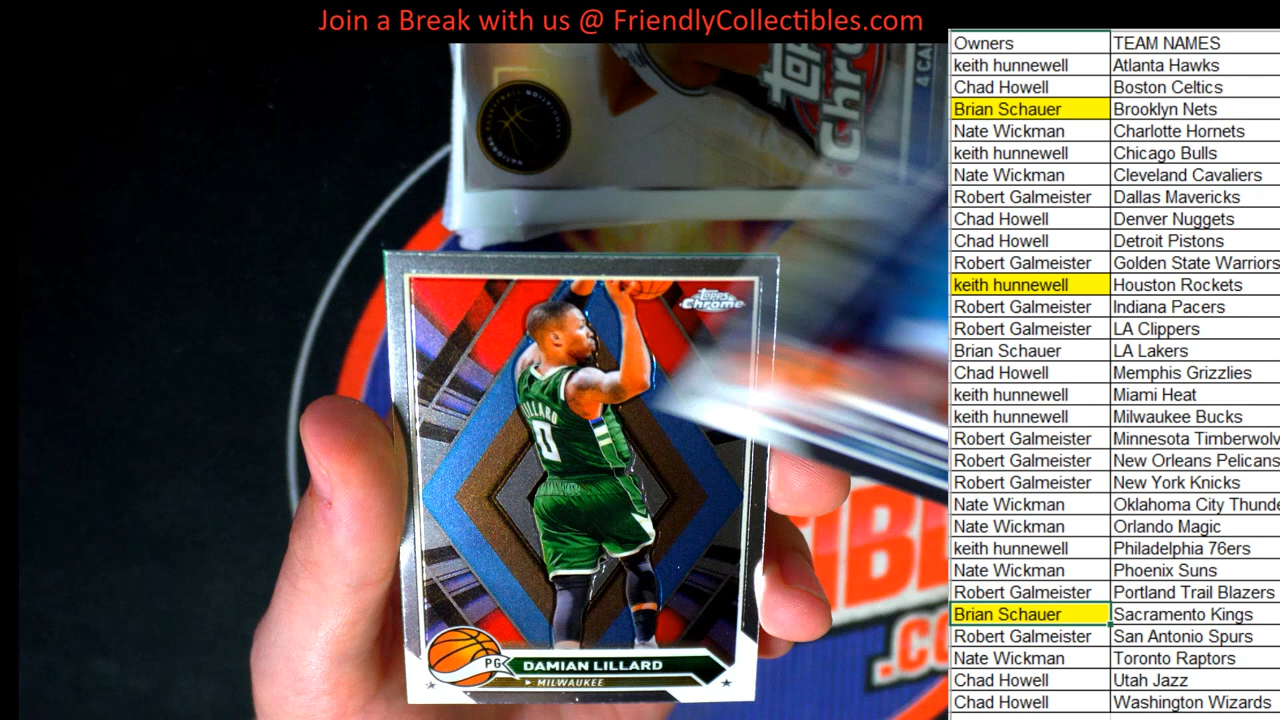 Join a Break with us @ FriendlyCollectibles.com
Owners TEAM NAMES
keith hunnewell Atlanta Hawks
Chad Howell Boston Celtics
Brian Schauer Brooklyn Nets
Nate Wickman Charlotte Hornets
keith hunnewell Chicago Bulls
Nate Wickman Cleveland Cavaliers
Robert Galmeister Dallas Mavericks
Chad Howell Denver Nuggets
Chad Howell Detroit Pistons
Robert Galmeister Golden State Warriors
keith hunnewell Houston Rockets
Robert Galmeister Indiana Pacers
Robert Galmeister LA Clippers
Brian Schauer LA Lakers
Chad Howell Memphis Grizzlies
keith hunnewell Miami Heat
keith hunnewell Milwaukee Bucks
Robert Galmeister Minnesota Timberwolv
Robert Galmeister New Orleans Pelicans
Robert Galmeister New York Knicks
Nate Wickman Oklahoma City Thunde
Nate Wickman Orlando Magic
keith hunnewell Philadelphia 76ers
Nate Wickman Phoenix Suns
Robert Galmeister Portland Trail Blazers
Brian Schauer Sacramento Kings
Robert Galmeister San Antonio Spurs
Nate Wickman Toronto Raptors
Chad Howell Utah Jazz
Chad Howell Washington Wizards
Topps
Chrome
LILLARD
0
PG DAMIAN LILLARD
MILWAUKEE
IBL
.CO